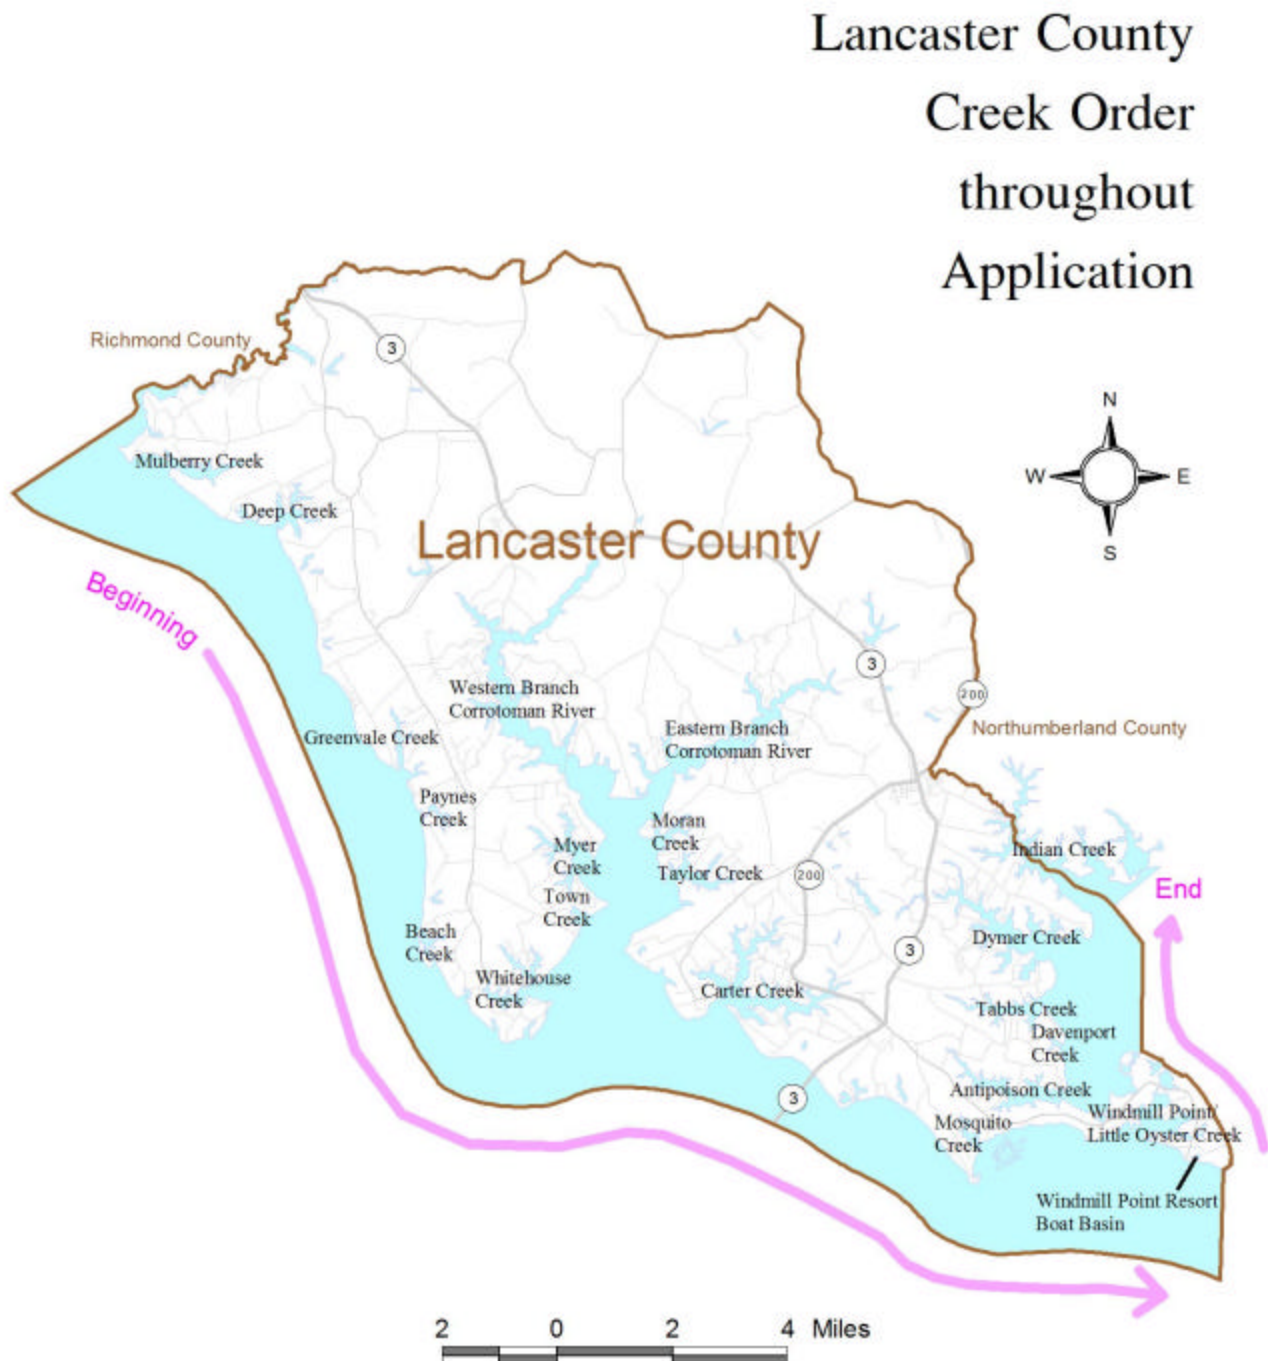 Lancaster County
Creek Order
throughout
Application
Richmond County
3
N
W
E
S
Mulberry Creek
Deep Creek
Lancaster County
Beginning
3
200
Western Branch
Corrotoman River
Eastern Branch
Corrotoman River
Northumberland County
Greenvale Creek
Paynes
Creek
Myer
Creek
Moran
Creek
Taylor Creek
200
Indian Creek
End
Town
Creek
Beach
Creek
3
Dymer Creek
Whitehouse
Creek
Carter Creek
Tabbs Creek
Davenport
Creek
3
Antipoison Creek
Mosquito
Creek
Windmill Point/
Little Oyster Creek
Windmill Point Resort
Boat Basin
2 0 2 4 Miles